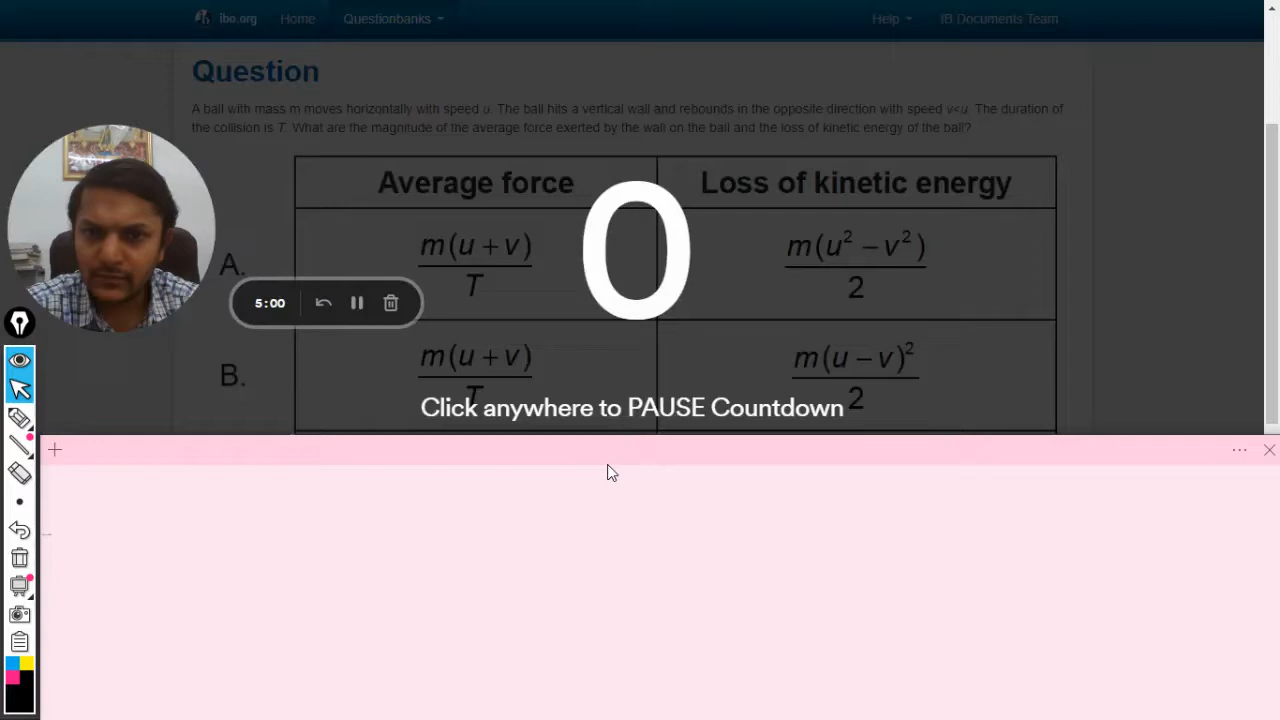 ibo.org Home Questionbanks Help IB Documents Team
Question
A ball with mass m moves horizontally with speed u. The ball hits a vertical wall and rebounds in the opposite direction with speed v<u. The duration of
the collision is T. What are the magnitude of the average force exerted by the wall on the ball and the loss of kinetic energy of the ball?
Average force Loss of kinetic energy
0
A. m(u + v) / T m(u² − v²) / 2
5:00
B. m(u + v) / T m(u − v)² / 2
Click anywhere to PAUSE Countdown